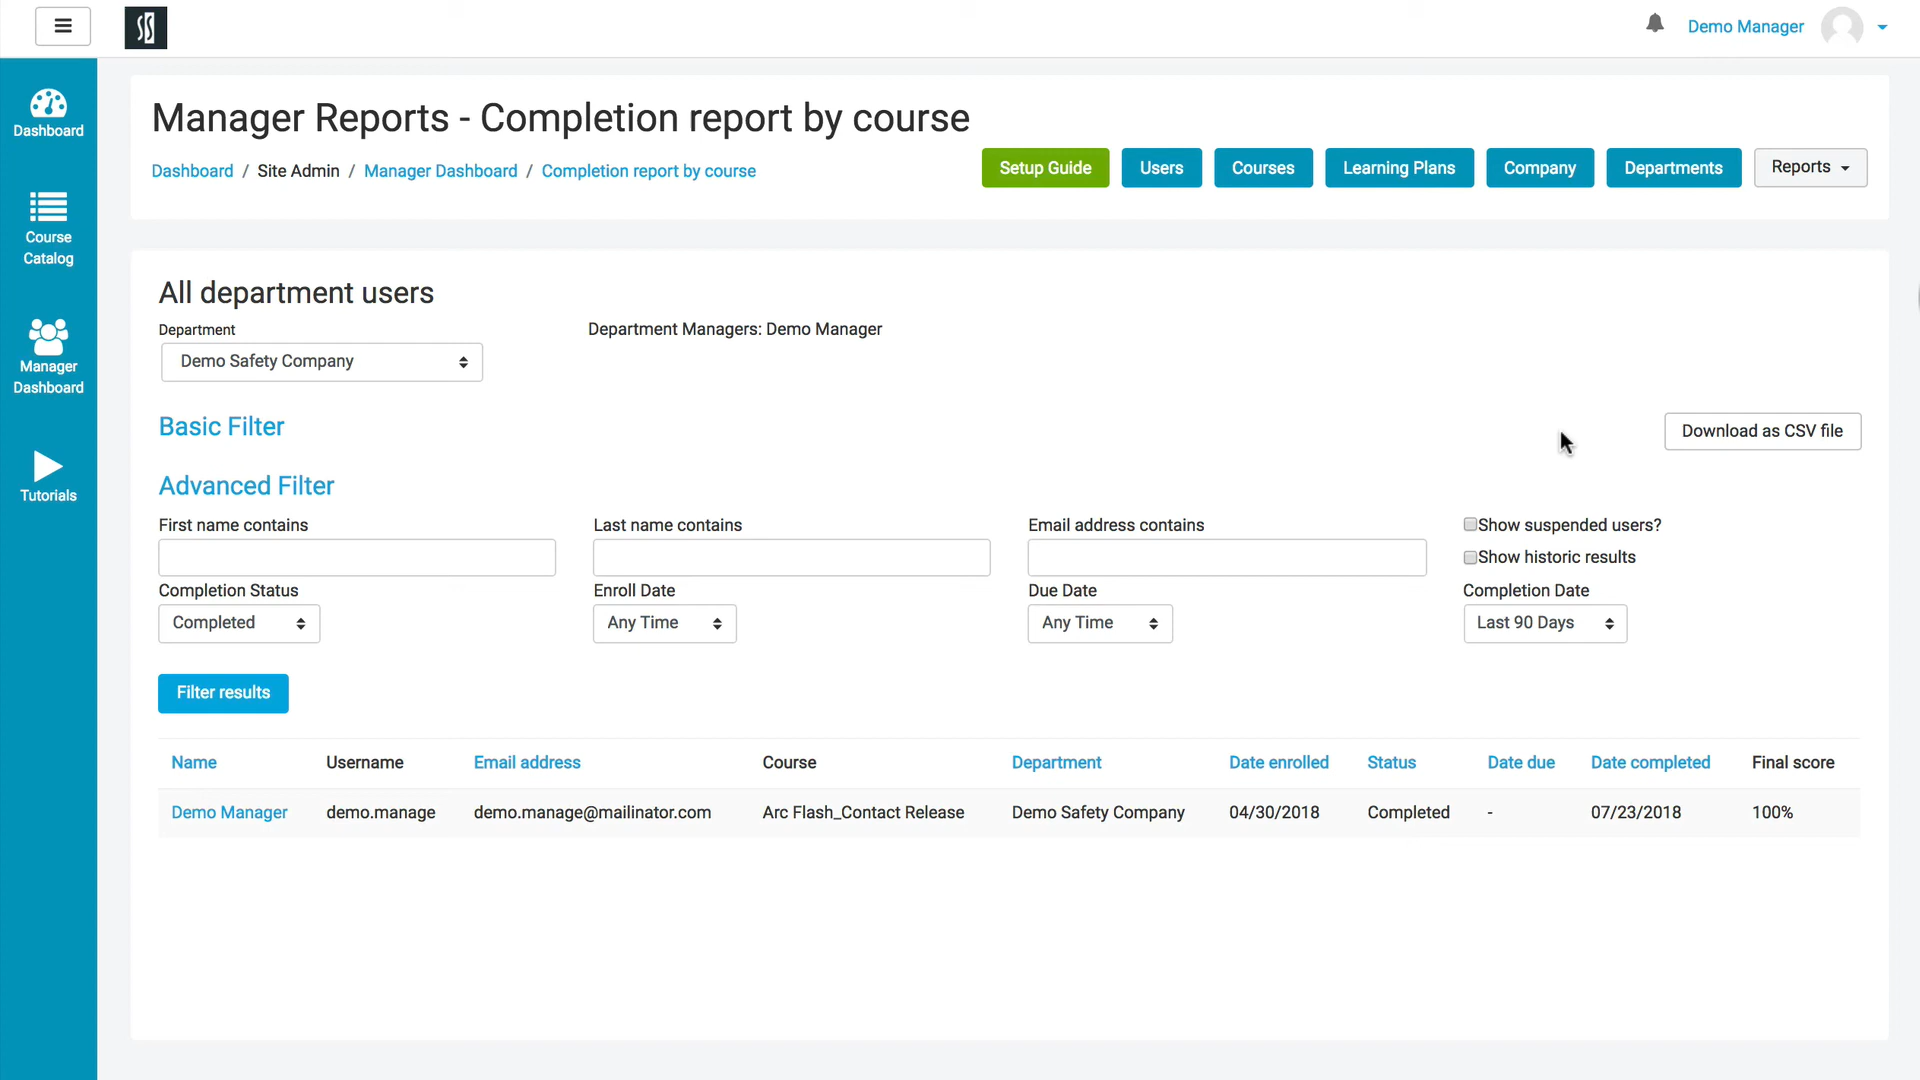 Demo Manager
Dashboard
Course
Catalog
Manager
Dashboard
Tutorials
Manager Reports - Completion report by course
Dashboard / Site Admin / Manager Dashboard / Completion report by course
Setup Guide Users Courses Learning Plans Company Departments Reports
All department users
Department
Department Managers: Demo Manager
Demo Safety Company
Basic Filter
Download as CSV file
Advanced Filter
First name contains Last name contains Email address contains Show suspended users?
Show historic results
Completion Status Enroll Date Due Date Completion Date
Completed Any Time Any Time Last 90 Days
Filter results
Name Username Email address Course Department Date enrolled Status Date due Date completed Final score
Demo Manager demo.manage demo.manage@mailinator.com Arc Flash_Contact Release Demo Safety Company 04/30/2018 Completed - 07/23/2018 100%